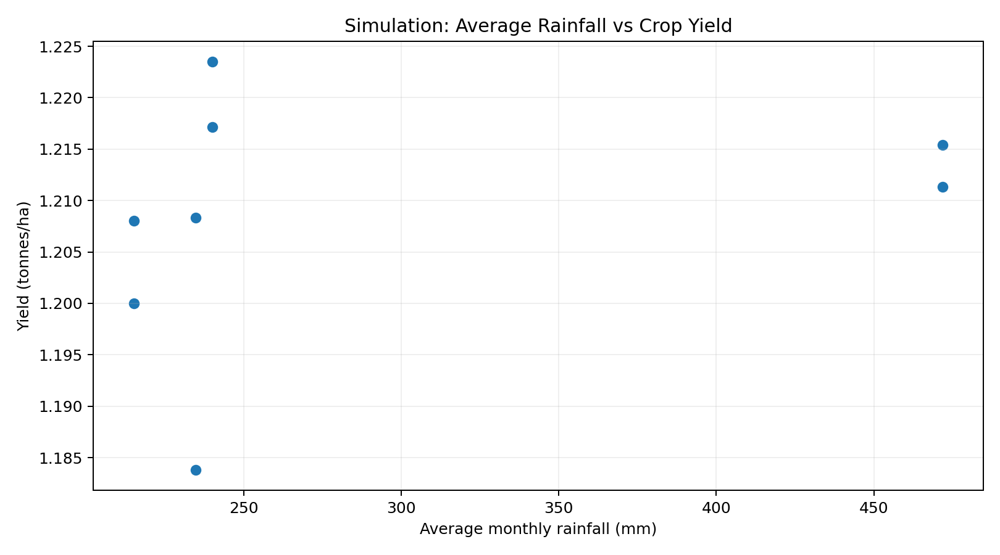 Simulation: Average Rainfall vs Crop Yield
1.225
1.220
1.215
1.210
1.205
1.200
1.195
1.190
1.185
Yield (tonnes/ha)
250 300 350 400 450
Average monthly rainfall (mm)